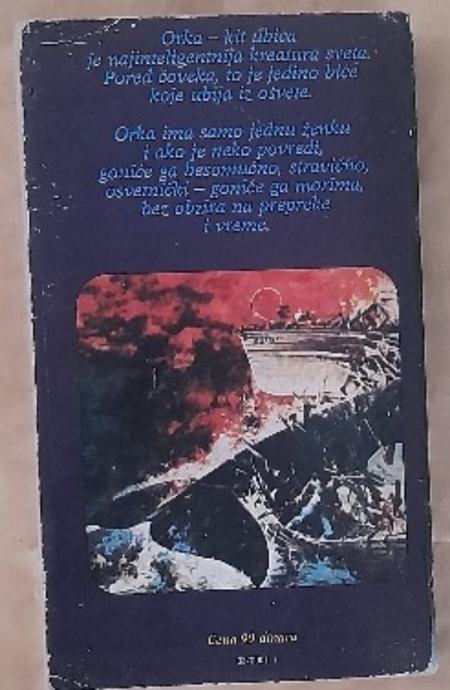 Orka – kit ubica
je najinteligentnija kreatura sveta.
Pored čoveka, to je jedino biće
koje ubija iz osvete.
Orka ima samo jednu ženku
i ako je neko povredi,
goniće ga besomučno, stravično,
osvetnički – goniće ga morima,
bez obzira na prepreke
i vreme.
Cena 99 dinara